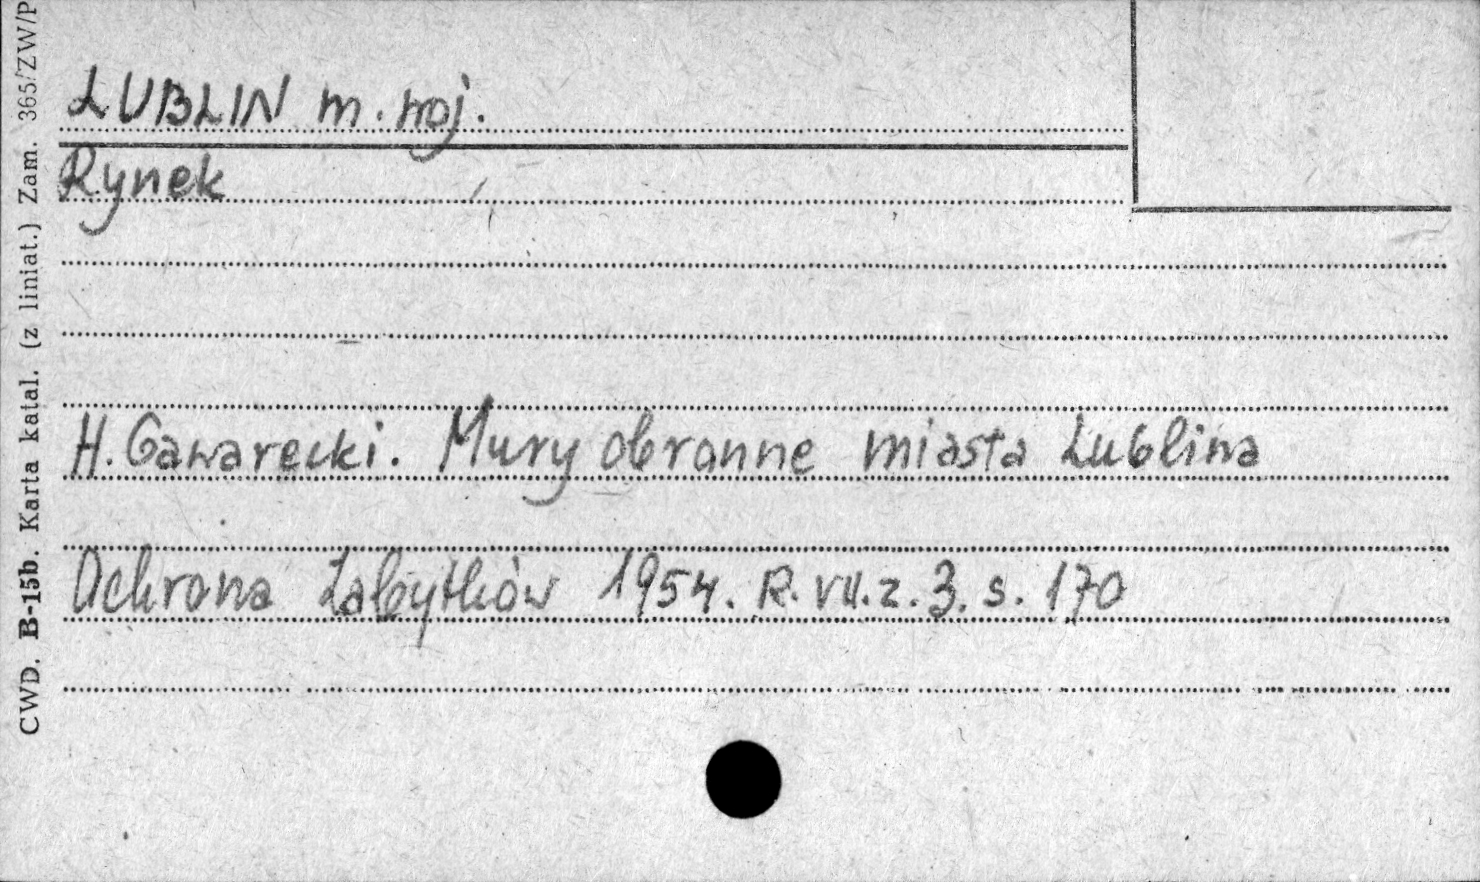 LUBLIN m. woj.
Rynek
H. Gawarecki. Mury obronne miasta Lublina
Ochrona Zabytków 1954. R. VII. z. 3. s. 170
CWD. B-15b. Karta katal. (z liniat.) Zam. 365/ZW/P